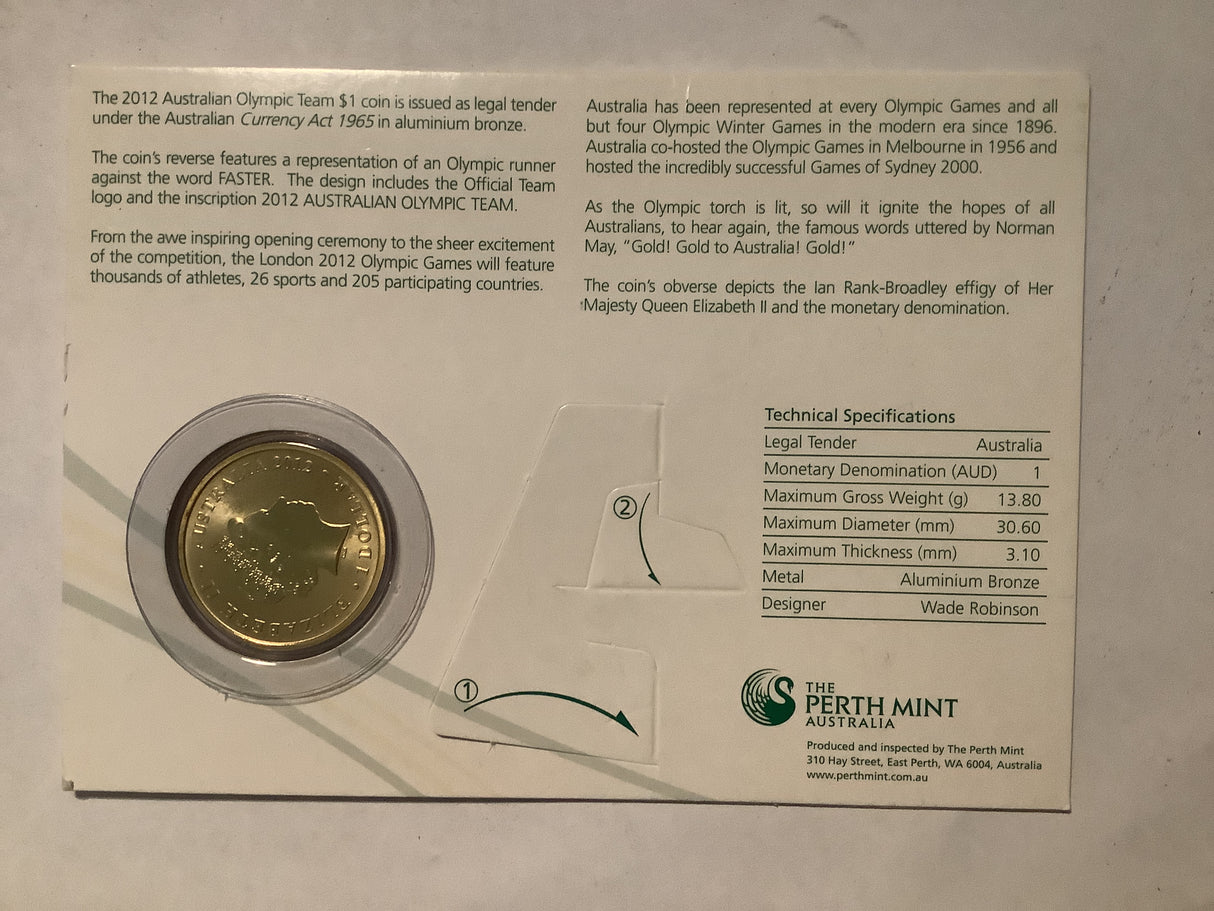 The 2012 Australian Olympic Team $1 coin is issued as legal tender
under the Australian Currency Act 1965 in aluminium bronze.
The coin's reverse features a representation of an Olympic runner
against the word FASTER. The design includes the Official Team
logo and the inscription 2012 AUSTRALIAN OLYMPIC TEAM.
From the awe inspiring opening ceremony to the sheer excitement
of the competition, the London 2012 Olympic Games will feature
thousands of athletes, 26 sports and 205 participating countries.
Australia has been represented at every Olympic Games and all
but four Olympic Winter Games in the modern era since 1896.
Australia co-hosted the Olympic Games in Melbourne in 1956 and
hosted the incredibly successful Games of Sydney 2000.
As the Olympic torch is lit, so will it ignite the hopes of all
Australians, to hear again, the famous words uttered by Norman
May, "Gold! Gold to Australia! Gold!"
The coin's obverse depicts the Ian Rank-Broadley effigy of Her
Majesty Queen Elizabeth II and the monetary denomination.
ELIZABETH II · AUSTRALIA 2012 · 1 DOLLAR ·
2
1
Technical Specifications
Legal Tender Australia
Monetary Denomination (AUD) 1
Maximum Gross Weight (g) 13.80
Maximum Diameter (mm) 30.60
Maximum Thickness (mm) 3.10
Metal Aluminium Bronze
Designer Wade Robinson
THE
PERTH MINT
AUSTRALIA
Produced and inspected by The Perth Mint
310 Hay Street, East Perth, WA 6004, Australia
www.perthmint.com.au